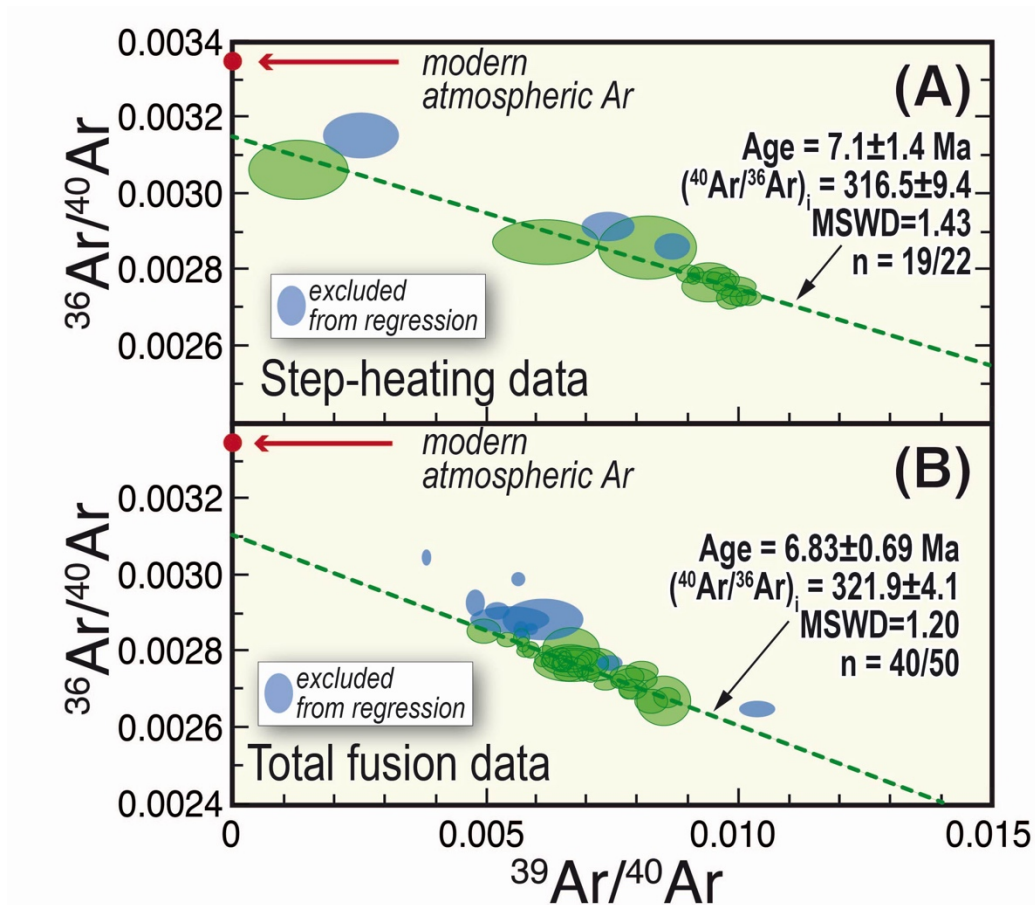 0.0034
modern
atmospheric Ar
(A)
0.0032
Age = 7.1±1.4 Ma
(⁴⁰Ar/³⁶Ar)ᵢ = 316.5±9.4
MSWD=1.43
n = 19/22
0.0030
³⁶Ar/⁴⁰Ar
0.0028
excluded
from regression
0.0026
Step-heating data
modern
atmospheric Ar
(B)
0.0032
Age = 6.83±0.69 Ma
(⁴⁰Ar/³⁶Ar)ᵢ = 321.9±4.1
MSWD=1.20
n = 40/50
0.0030
³⁶Ar/⁴⁰Ar
0.0028
excluded
from regression
0.0026
Total fusion data
0.0024
0 0.005 0.010 0.015
³⁹Ar/⁴⁰Ar